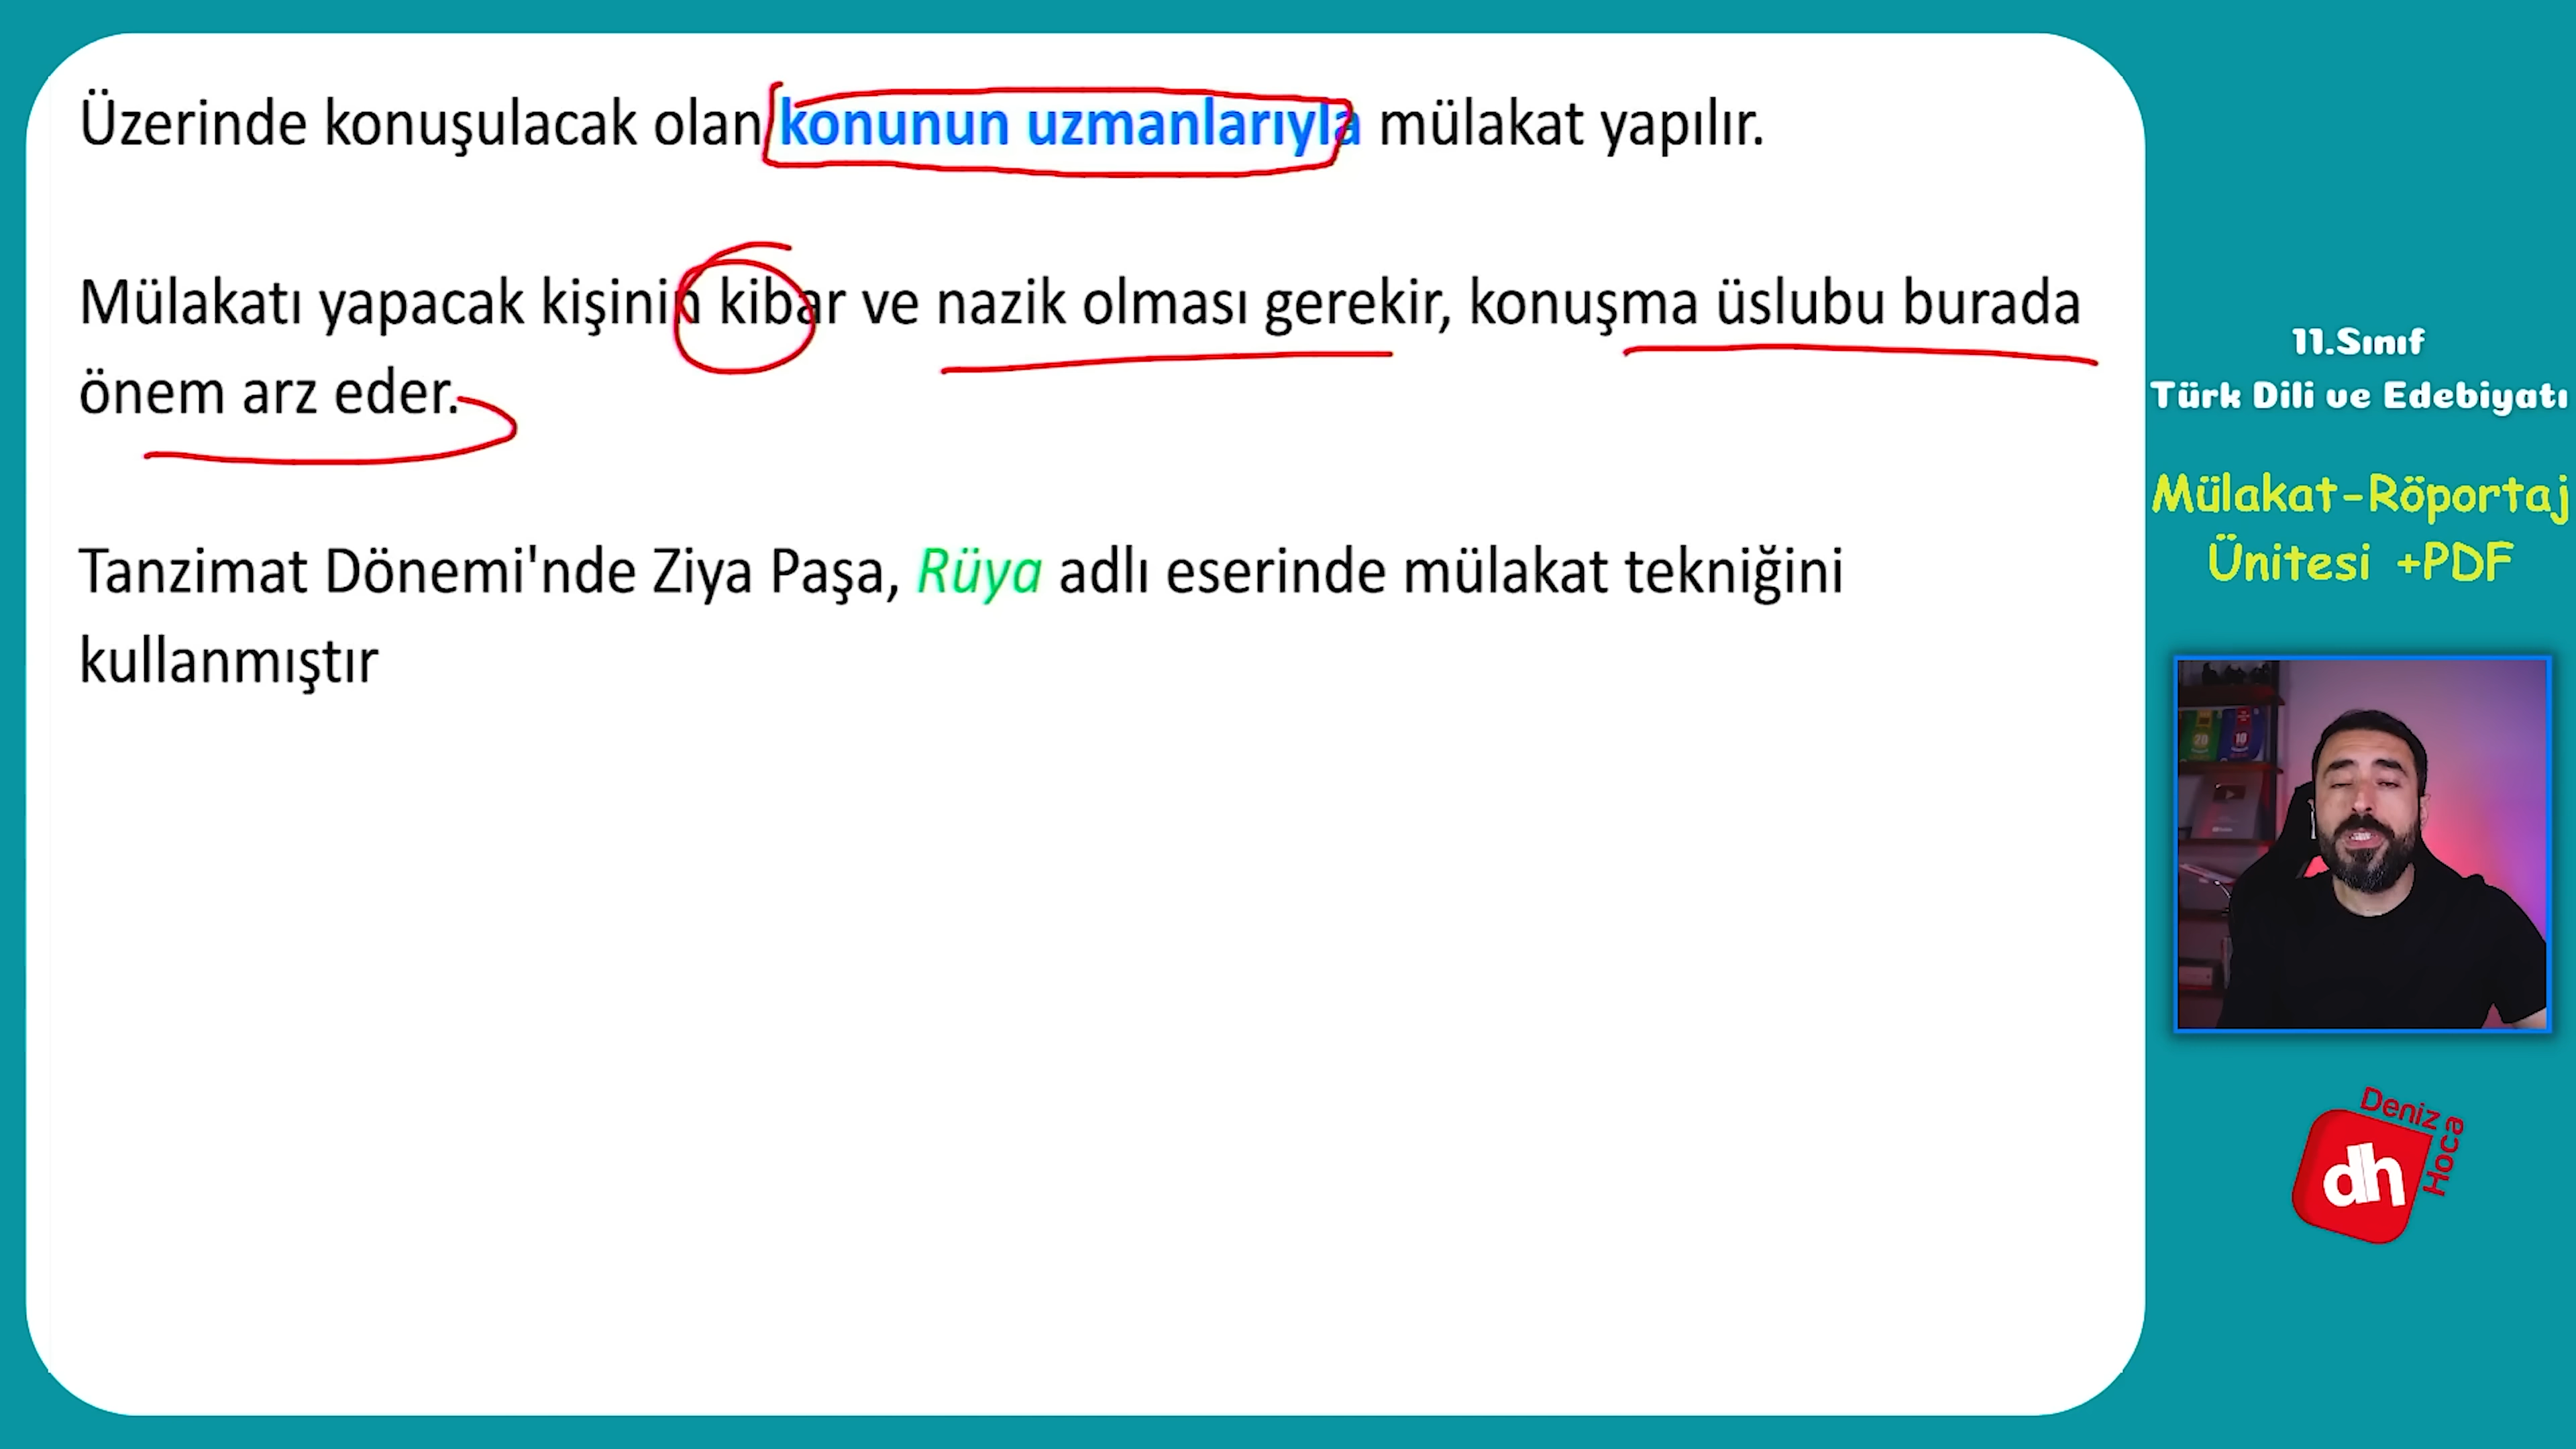 Üzerinde konuşulacak olan konunun uzmanlarıyla mülakat yapılır.
Mülakatı yapacak kişinin kibar ve nazik olması gerekir, konuşma üslubu burada
önem arz eder.
Tanzimat Dönemi'nde Ziya Paşa, Rüya adlı eserinde mülakat tekniğini
kullanmıştır
11.Sınıf
Türk Dili ve Edebiyatı
Mülakat-Röportaj
Ünitesi +PDF
20
10
Deniz
Hoca
dh